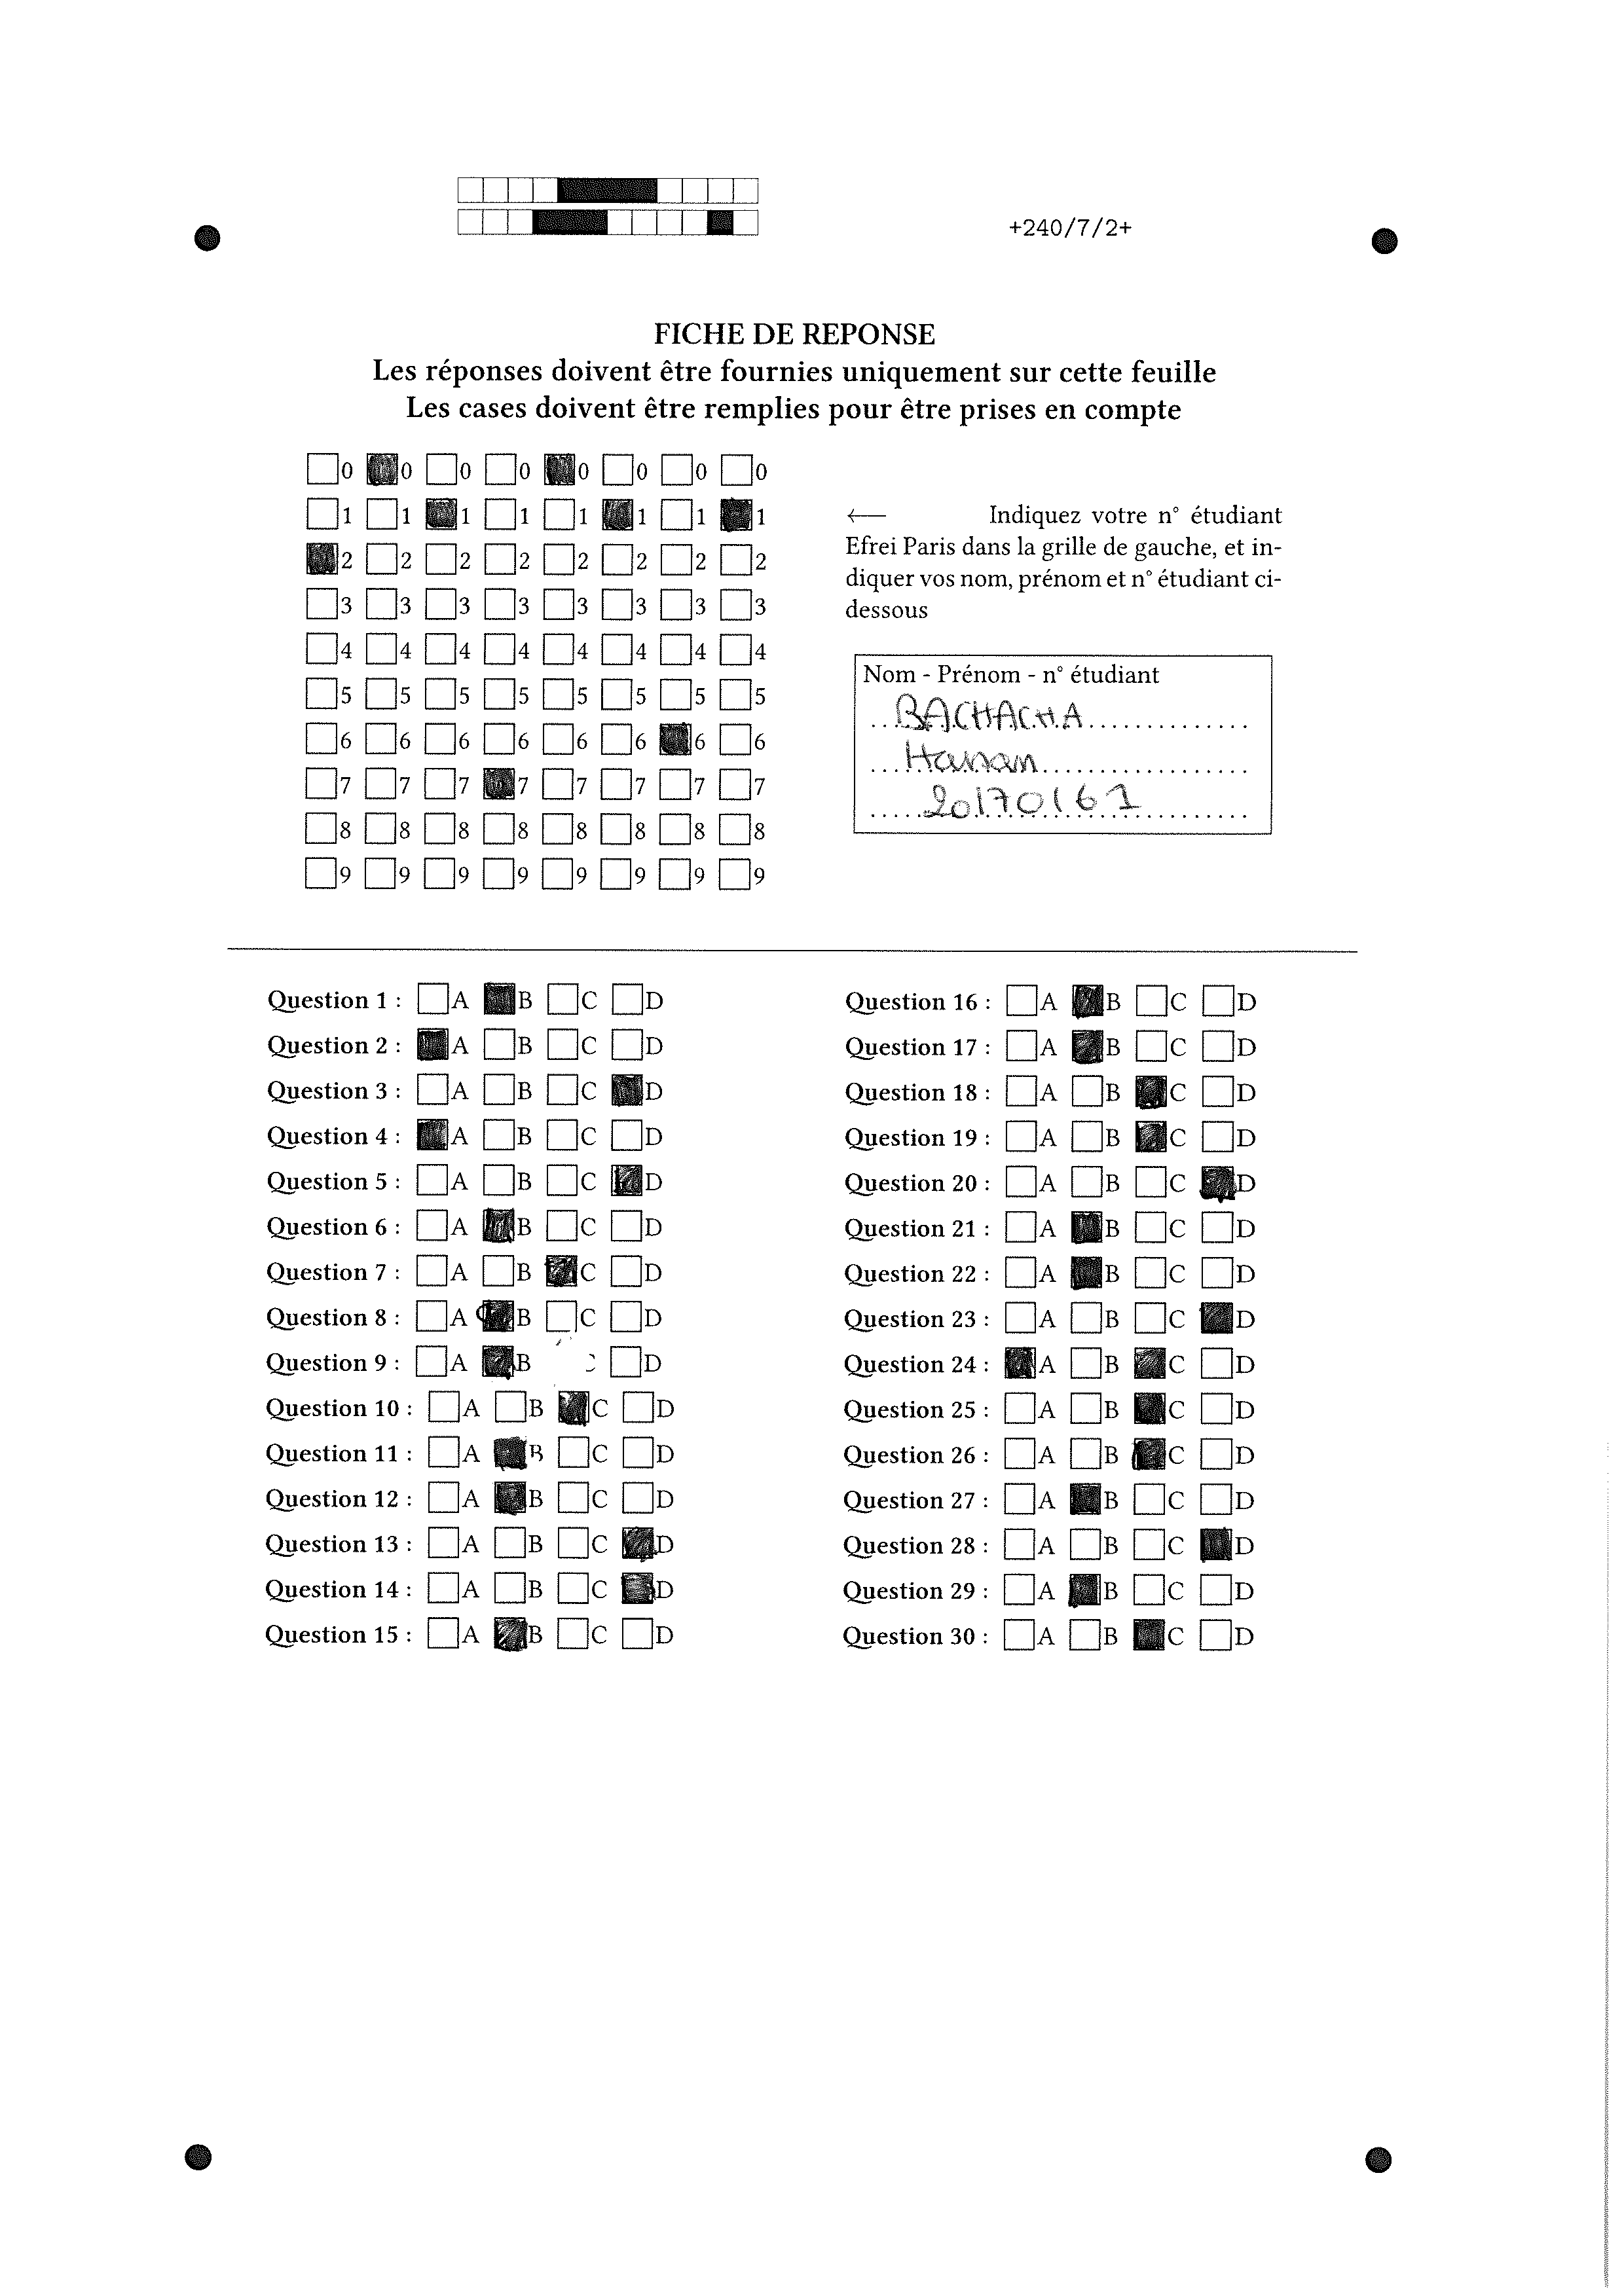 +240/7/2+
FICHE DE REPONSE
Les réponses doivent être fournies uniquement sur cette feuille
Les cases doivent être remplies pour être prises en compte
0 0 0 0 0 0 0 0
1 1 1 1 1 1 1 1
2 2 2 2 2 2 2 2
3 3 3 3 3 3 3 3
4 4 4 4 4 4 4 4
5 5 5 5 5 5 5 5
6 6 6 6 6 6 6 6
7 7 7 7 7 7 7 7
8 8 8 8 8 8 8 8
9 9 9 9 9 9 9 9
← Indiquez votre n° étudiant
Efrei Paris dans la grille de gauche, et in-
diquer vos nom, prénom et n° étudiant ci-
dessous
Nom - Prénom - n° étudiant
BACHACHA
Hanan
20170161
Question 1 : A B C D
Question 2 : A B C D
Question 3 : A B C D
Question 4 : A B C D
Question 5 : A B C D
Question 6 : A B C D
Question 7 : A B C D
Question 8 : A B C D
Question 9 : A B D
Question 10 : A B C D
Question 11 : A B C D
Question 12 : A B C D
Question 13 : A B C D
Question 14 : A B C D
Question 15 : A B C D
Question 16 : A B C D
Question 17 : A B C D
Question 18 : A B C D
Question 19 : A B C D
Question 20 : A B C D
Question 21 : A B C D
Question 22 : A B C D
Question 23 : A B C D
Question 24 : A B C D
Question 25 : A B C D
Question 26 : A B C D
Question 27 : A B C D
Question 28 : A B C D
Question 29 : A B C D
Question 30 : A B C D